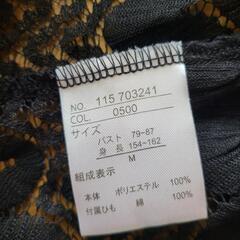 NO. 115 703241
COL. 0500
サイズ
バスト 79~87
身長 154~162
M
組成表示
本体 ポリエステル 100%
付属ひも 綿 100%